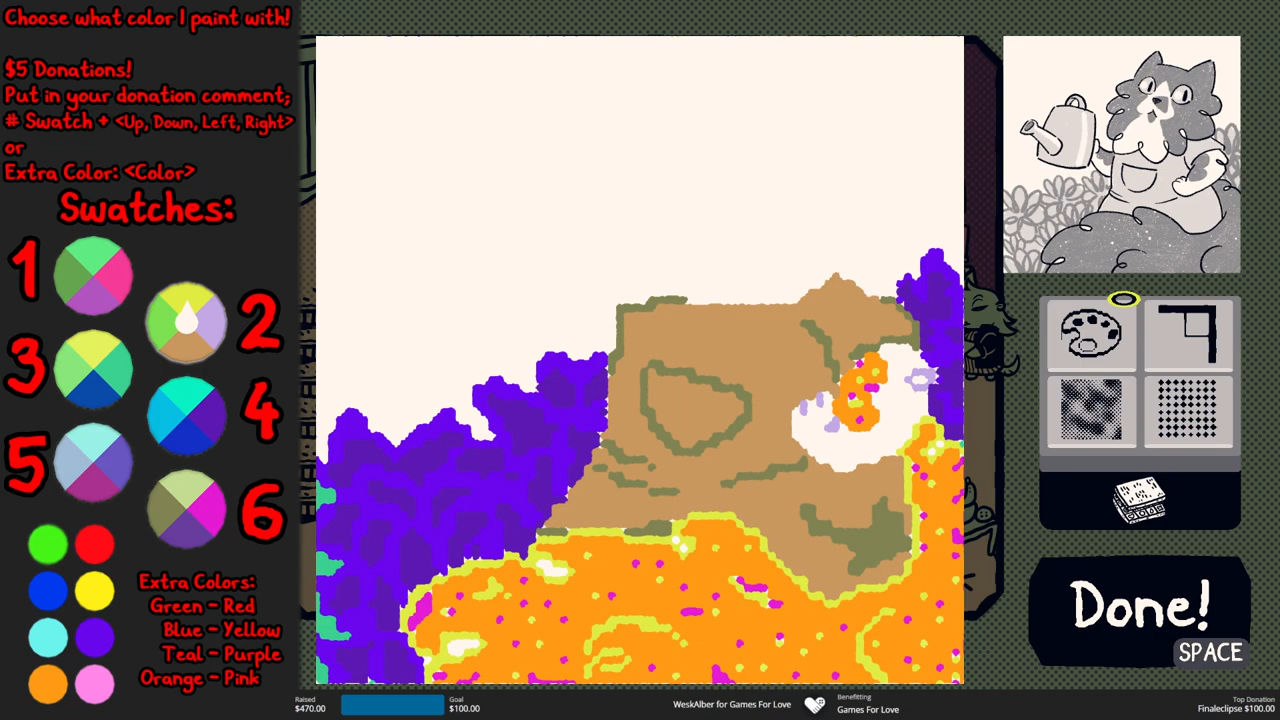 Choose what color I paint with!
$5 Donations!
Put in your donation comment;
# Swatch + <Up, Down, Left, Right>
or
Extra Color: <Color>
Swatches:
1
2
3
4
5
6
Extra Colors:
Green - Red
Blue - Yellow
Teal - Purple
Orange - Pink
Done!
SPACE
Raised
$470.00
Goal
$100.00
WeskAlber for Games For Love
Benefitting
Games For Love
Top Donation
Finaleclipse $100.00